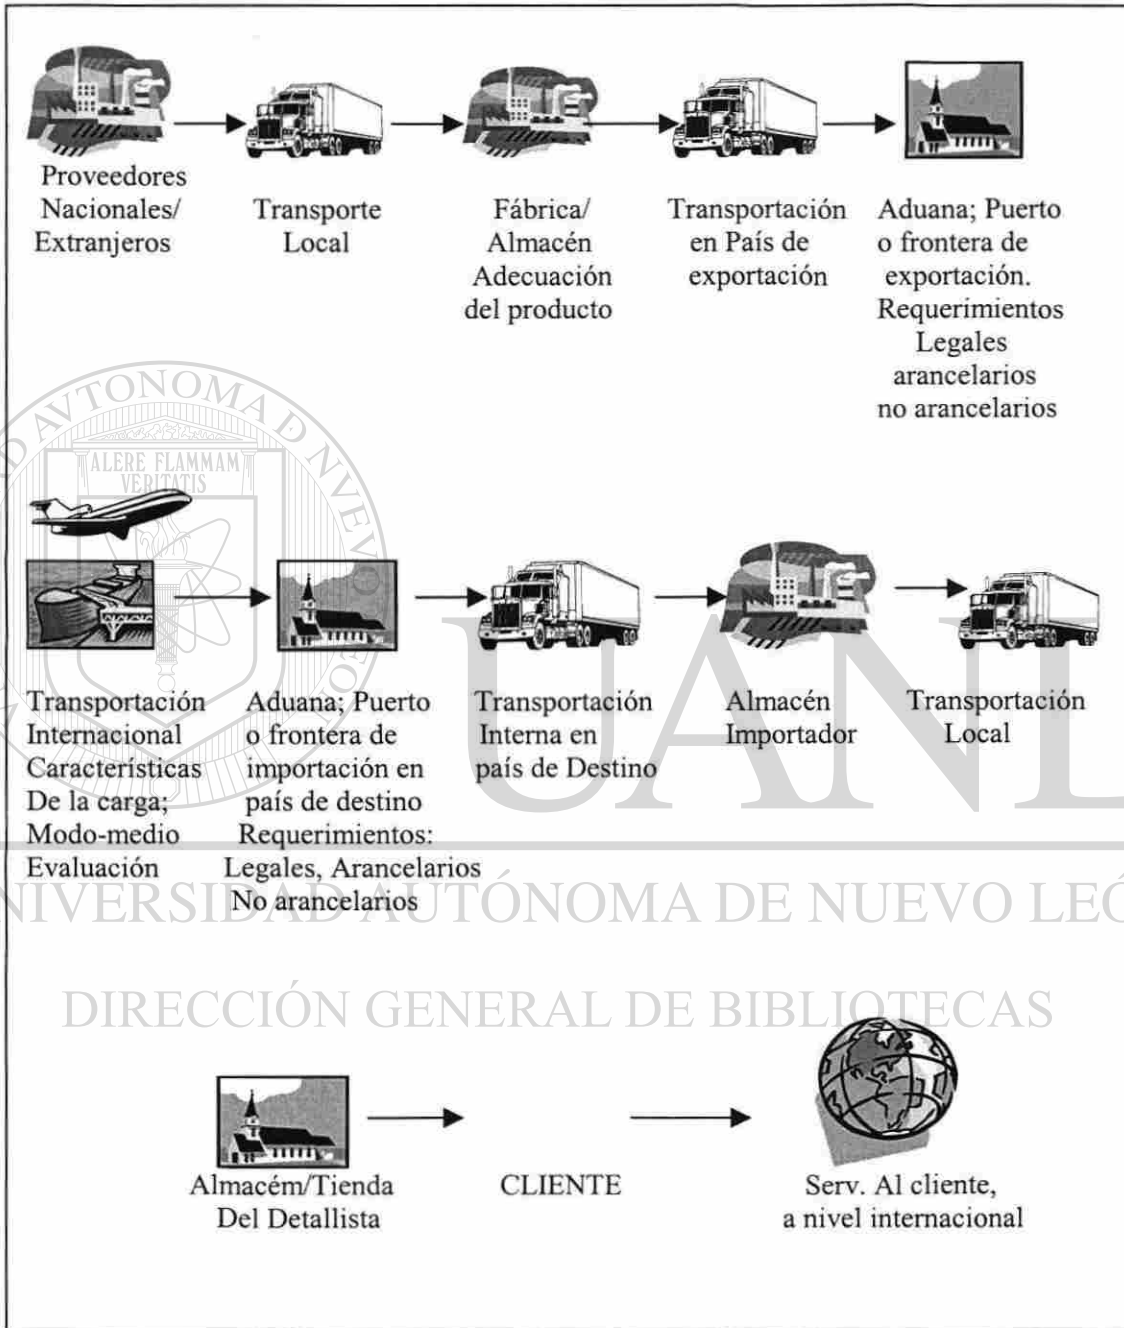 Proveedores
Nacionales/
Extranjeros
Transporte
Local
Fábrica/
Almacén
Adecuación
del producto
Transportación
en País de
exportación
Aduana; Puerto
o frontera de
exportación.
Requerimientos
Legales
arancelarios
no arancelarios
ALERE FLAMMAM
VERITATIS
Transportación
Internacional
Características
De la carga;
Modo-medio
Evaluación
Aduana; Puerto
o frontera de
importación en
país de destino
Requerimientos:
Legales, Arancelarios
No arancelarios
Transportación
Interna en
país de Destino
Almacén
Importador
Transportación
Local
UANL
NIVERSIDAD AUTÓNOMA DE NUEVO LEÓ
DIRECCIÓN GENERAL DE BIBLIOTECAS
Almacém/Tienda
Del Detallista
CLIENTE
Serv. Al cliente,
a nivel internacional